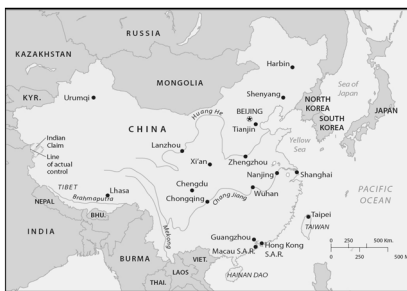 RUSSIA
KAZAKHSTAN
Harbin
MONGOLIA
Sea of
Japan
KYR.
Urumqi
Shenyang
Huang He
BEIJING
NORTH
KOREA
JAPAN
CHINA
Tianjin
SOUTH
KOREA
Indian
Claim
Line
of actual
control
Lanzhou
Yellow
Sea
Xi'an
Zhengzhou
TIBET
Nanjing
Shanghai
Lhasa
Chengdu
Wuhan
PACIFIC
OCEAN
NEPAL
Brahmaputra
Chongqing
Chang Jiang
BHU.
Mekong
Taipei
TAIWAN
INDIA
Guangzhou
Hong Kong
S.A.R.
Macau S.A.R.
0 250 500 Km.
0 250 500 Mi.
BURMA
VIET.
LAOS
HAINAN DAO
THAI.